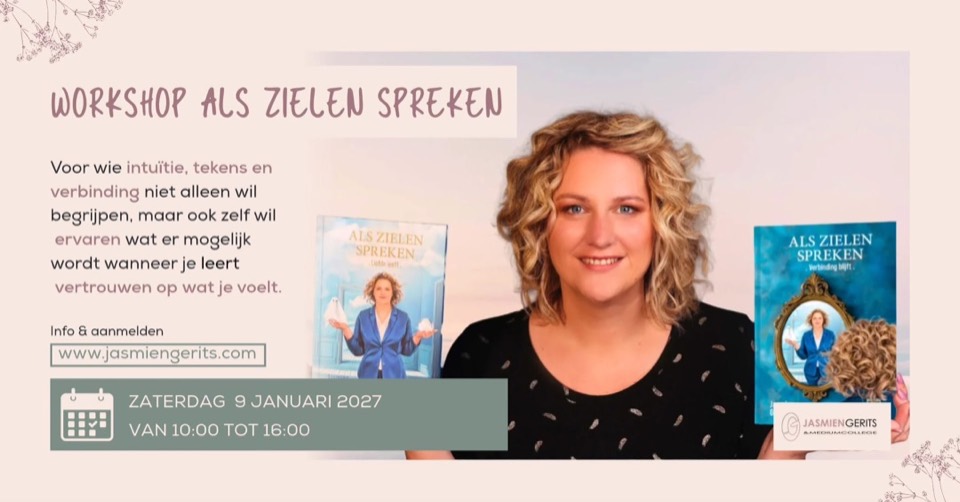 WORKSHOP ALS ZIELEN SPREKEN
Voor wie intuïtie, tekens en
verbinding niet alleen wil
begrijpen, maar ook zelf wil
ervaren wat er mogelijk
wordt wanneer je leert
vertrouwen op wat je voelt.
Info & aanmelden
www.jasmiengerits.com
ZATERDAG 9 JANUARI 2027
VAN 10:00 TOT 16:00
ALS ZIELEN
SPREKEN
Liefde heelt
ALS ZIELEN
SPREKEN
Verbinding blijft
JASMIENGERITS
&MEDIUMCOLLEGE